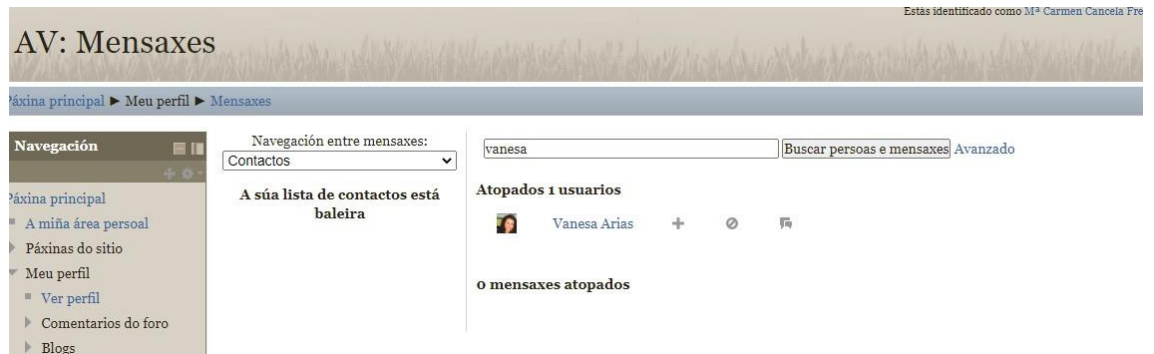 Estás identificado como Mª Carmen Cancela Fre
AV: Mensaxes
Páxina principal ► Meu perfil ► Mensaxes
Navegación
Páxina principal
A miña área persoal
Páxinas do sitio
Meu perfil
Ver perfil
Comentarios do foro
Blogs
Navegación entre mensaxes:
Contactos
A súa lista de contactos está
baleira
vanesa Buscar persoas e mensaxes Avanzado
Atopados 1 usuarios
Vanesa Arias
0 mensaxes atopados